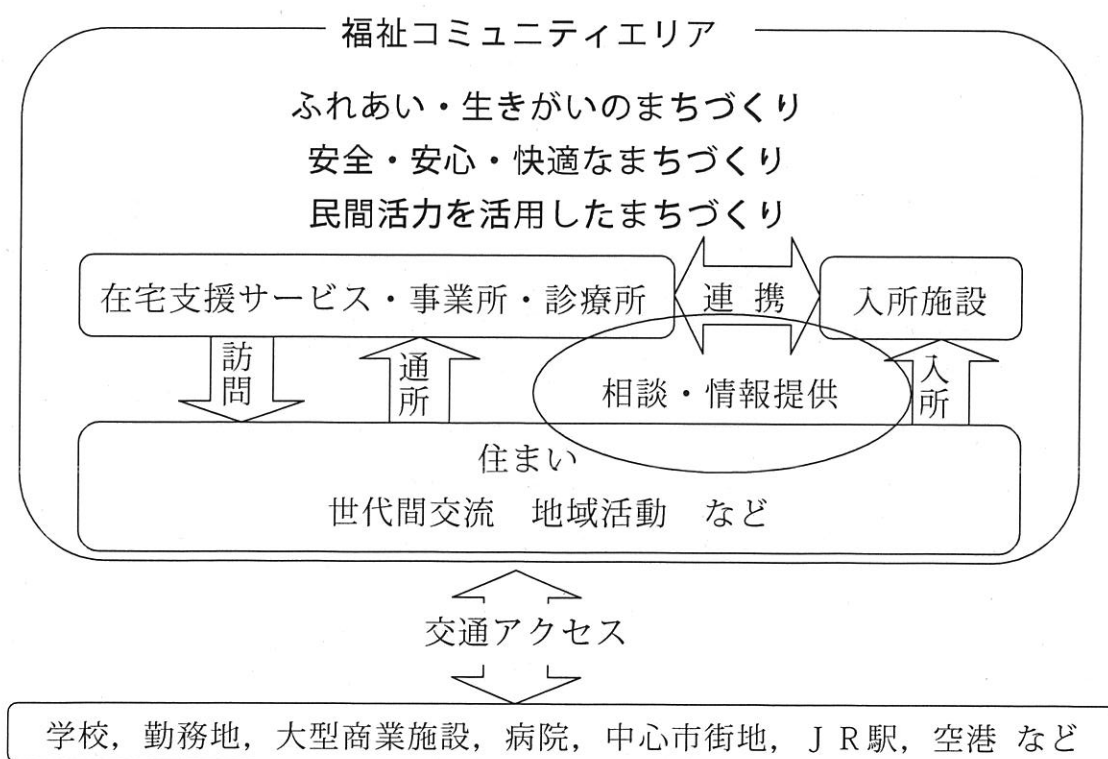 福祉コミュニティエリア
ふれあい・生きがいのまちづくり
安全・安心・快適なまちづくり
民間活力を活用したまちづくり
在宅支援サービス・事業所・診療所
連携
入所施設
訪問
通所
相談・情報提供
入所
住まい
世代間交流 地域活動 など
交通アクセス
学校, 勤務地, 大型商業施設, 病院, 中心市街地, JR駅, 空港 など